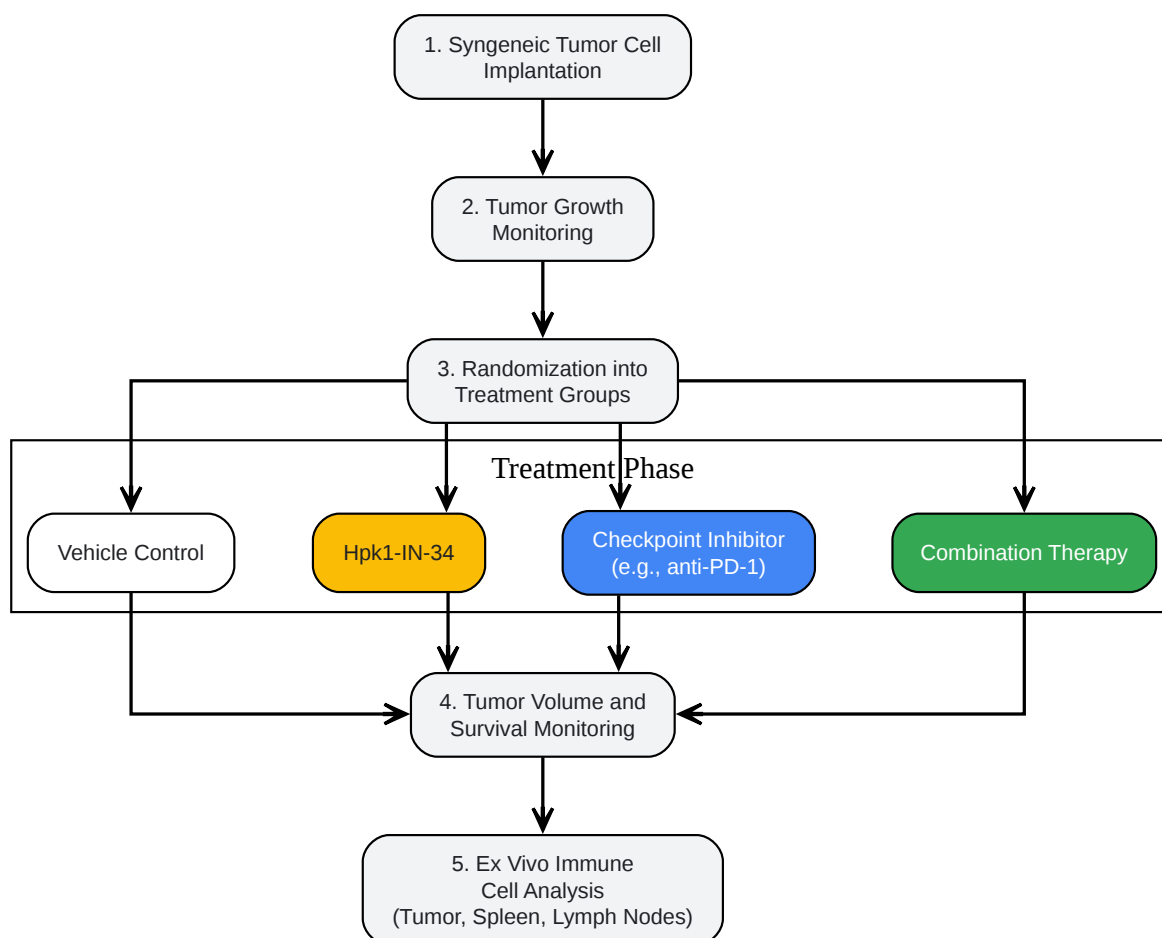 1. Syngeneic Tumor Cell
Implantation
2. Tumor Growth
Monitoring
3. Randomization into
Treatment Groups
Treatment Phase
Vehicle Control
Hpk1-IN-34
Checkpoint Inhibitor
(e.g., anti-PD-1)
Combination Therapy
4. Tumor Volume and
Survival Monitoring
5. Ex Vivo Immune
Cell Analysis
(Tumor, Spleen, Lymph Nodes)